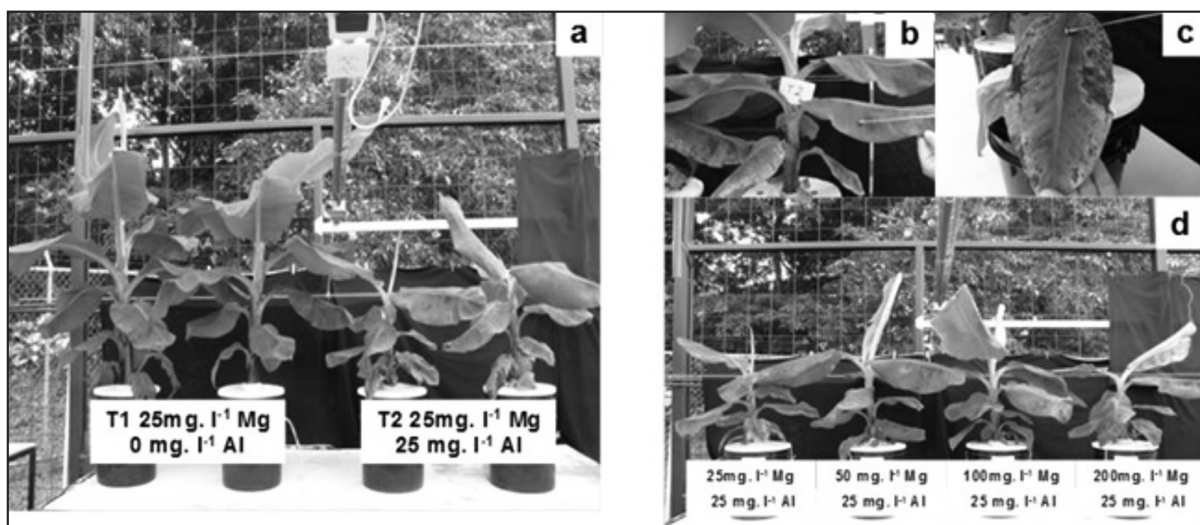 a
T1 25mg. l⁻¹ Mg
0 mg. l⁻¹ Al
T2 25mg. l⁻¹ Mg
25 mg. l⁻¹ Al
b
T2
c
d
25mg. l⁻¹ Mg
25 mg. l⁻¹ Al
50 mg. l⁻¹ Mg
25 mg. l⁻¹ Al
100mg. l⁻¹ Mg
25 mg. l⁻¹ Al
200mg. l⁻¹ Mg
25 mg. l⁻¹ Al